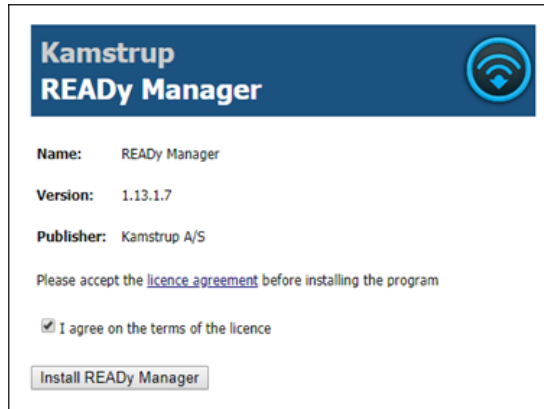 Kamstrup
READy Manager
Name: READy Manager
Version: 1.13.1.7
Publisher: Kamstrup A/S
Please accept the licence agreement before installing the program
I agree on the terms of the licence
Install READy Manager